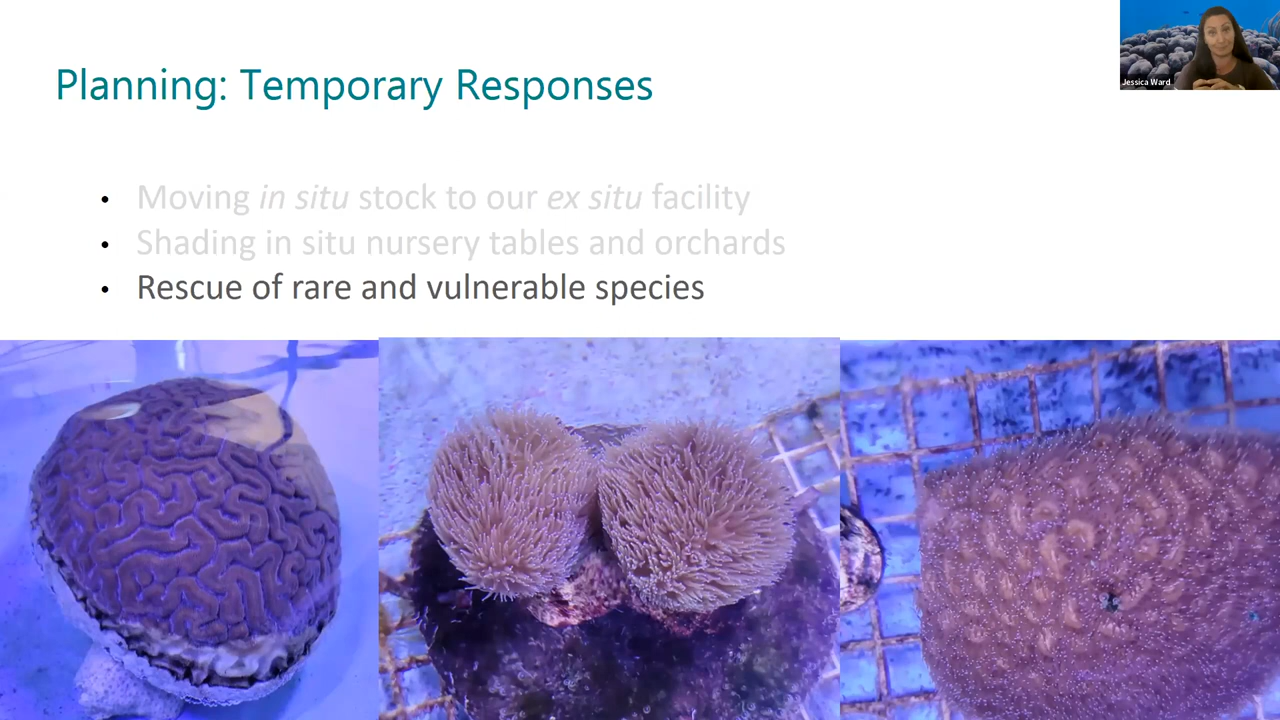 Planning: Temporary Responses
Jessica Ward
• Moving in situ stock to our ex situ facility
• Shading in situ nursery tables and orchards
• Rescue of rare and vulnerable species